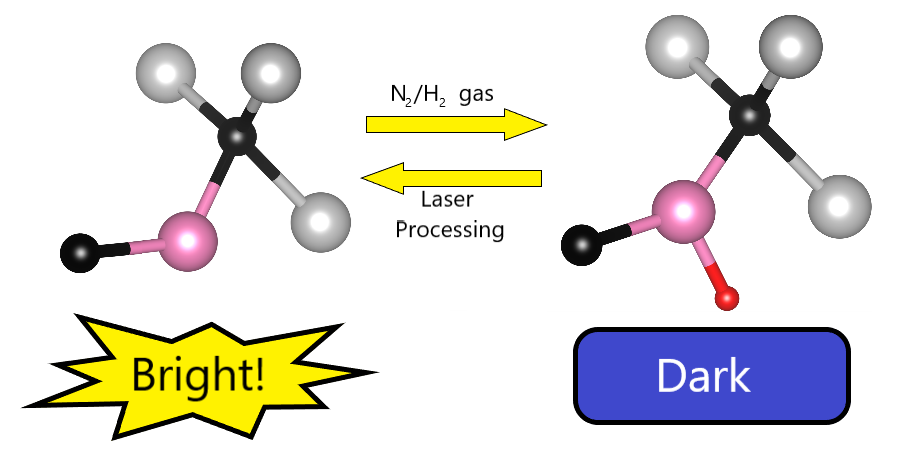 N₂/H₂ gas
Laser
Processing
Bright!
Dark